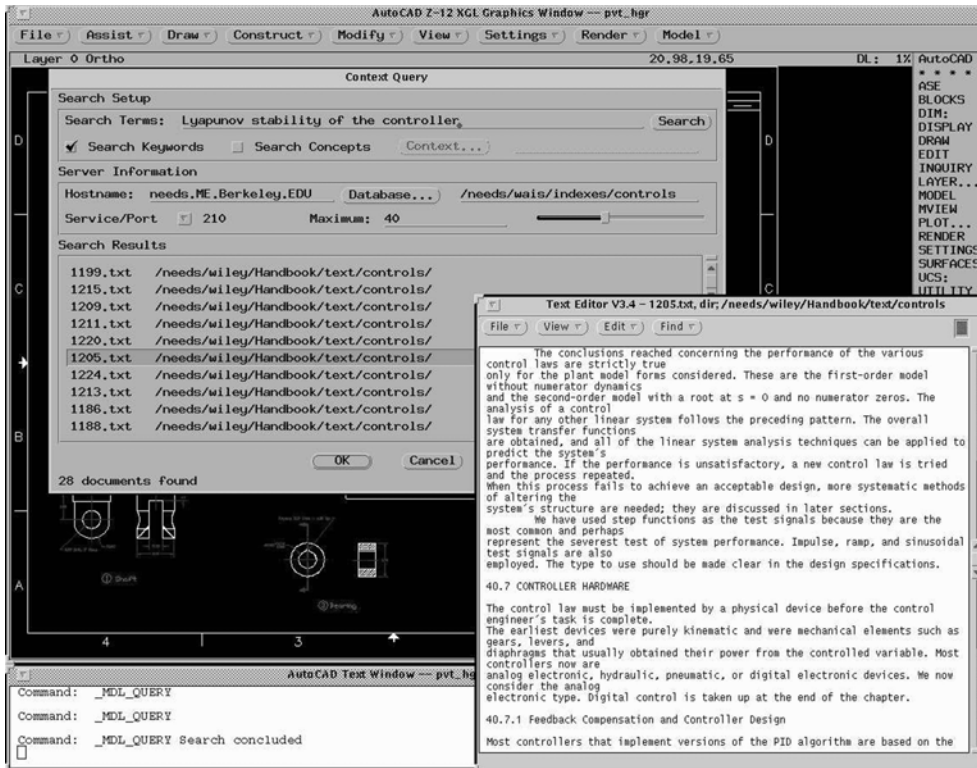 AutoCAD Z-12 XGL Graphics Window -- pvt_hgr
File Assist Draw Construct Modify View Settings Render Model
Layer 0 Ortho 20.98,19.65 DL: 1% AutoCAD
* * * *
ASE
BLOCKS
DIM:
DISPLAY
DRAW
EDIT
INQUIRY
LAYER...
MODEL
MVIEW
PLOT...
RENDER
SETTINGS
SURFACES
UCS:
UTILITY
Context Query
Search Setup
Search Terms: Lyapunov stability of the controller Search
Search Keywords Search Concepts Context...
Server Information
Hostname: needs.ME.Berkeley.EDU Database... /needs/wais/indexes/controls
Service/Port 210 Maximum: 40
Search Results
1199.txt /needs/wiley/Handbook/text/controls/
1215.txt /needs/wiley/Handbook/text/controls/
1209.txt /needs/wiley/Handbook/text/controls/
1211.txt /needs/wiley/Handbook/text/controls/
1220.txt /needs/wiley/Handbook/text/controls/
1205.txt /needs/wiley/Handbook/text/controls/
1224.txt /needs/wiley/Handbook/text/controls/
1213.txt /needs/wiley/Handbook/text/controls/
1186.txt /needs/wiley/Handbook/text/controls/
1188.txt /needs/wiley/Handbook/text/controls/
OK Cancel
28 documents found
D
D
C
C
B
A
4 3
① Shaft
② Bearing
Text Editor V3.4 - 1205.txt, dir; /needs/wiley/Handbook/text/controls
File View Edit Find
The conclusions reached concerning the performance of the various
control laws are strictly true
only for the plant model forms considered. These are the first-order model
without numerator dynamics
and the second-order model with a root at s = 0 and no numerator zeros. The
analysis of a control
law for any other linear system follows the preceding pattern. The overall
system transfer functions
are obtained, and all of the linear system analysis techniques can be applied to
predict the system's
performance. If the performance is unsatisfactory, a new control law is tried
and the process repeated.
When this process fails to achieve an acceptable design, more systematic methods
of altering the
system's structure are needed; they are discussed in later sections.
We have used step functions as the test signals because they are the
most common and perhaps
represent the severest test of system performance. Impulse, ramp, and sinusoidal
test signals are also
employed. The type to use should be made clear in the design specifications.
40.7 CONTROLLER HARDWARE
The control law must be implemented by a physical device before the control
engineer's task is complete.
The earliest devices were purely kinematic and were mechanical elements such as
gears, levers, and
diaphragms that usually obtained their power from the controlled variable. Most
controllers now are
analog electronic, hydraulic, pneumatic, or digital electronic devices. We now
consider the analog
electronic type. Digital control is taken up at the end of the chapter.
40.7.1 Feedback Compensation and Controller Design
Most controllers that implement versions of the PID algorithm are based on the
AutoCAD Text Window -- pvt_hg
Command: _MDL_QUERY
Command: _MDL_QUERY
Command: _MDL_QUERY Search concluded